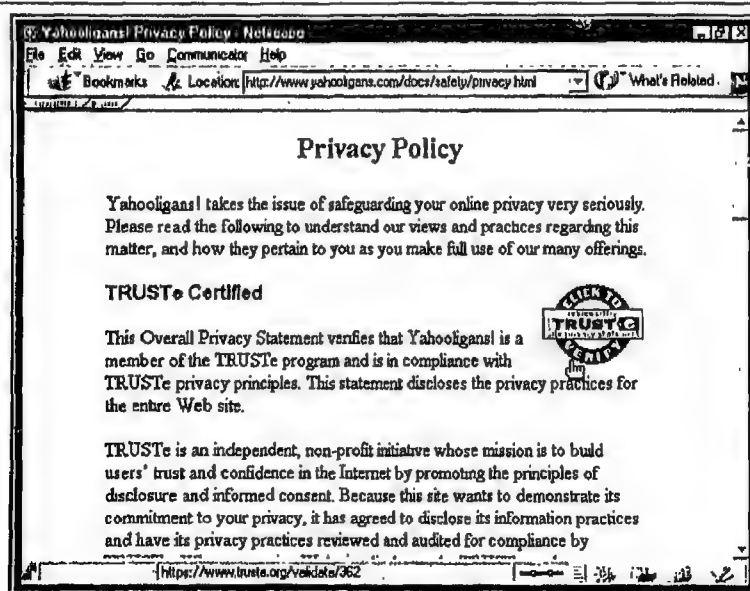 Yahooligans! Privacy Policy - Netscape
File Edit View Go Communicator Help
Bookmarks Location: http://www.yahooligans.com/docs/safety/privacy.html What's Related
Privacy Policy
Yahooligans! takes the issue of safeguarding your online privacy very seriously.
Please read the following to understand our views and practices regarding this
matter, and how they pertain to you as you make full use of our many offerings.
TRUSTe Certified
CLICK TO
TRUSTe
VERIFY
This Overall Privacy Statement verifies that Yahooligans! is a
member of the TRUSTe program and is in compliance with
TRUSTe privacy principles. This statement discloses the privacy practices for
the entire Web site.
TRUSTe is an independent, non-profit initiative whose mission is to build
users' trust and confidence in the Internet by promoting the principles of
disclosure and informed consent. Because this site wants to demonstrate its
commitment to your privacy, it has agreed to disclose its information practices
and have its privacy practices reviewed and audited for compliance by
https://www.truste.org/validate/362